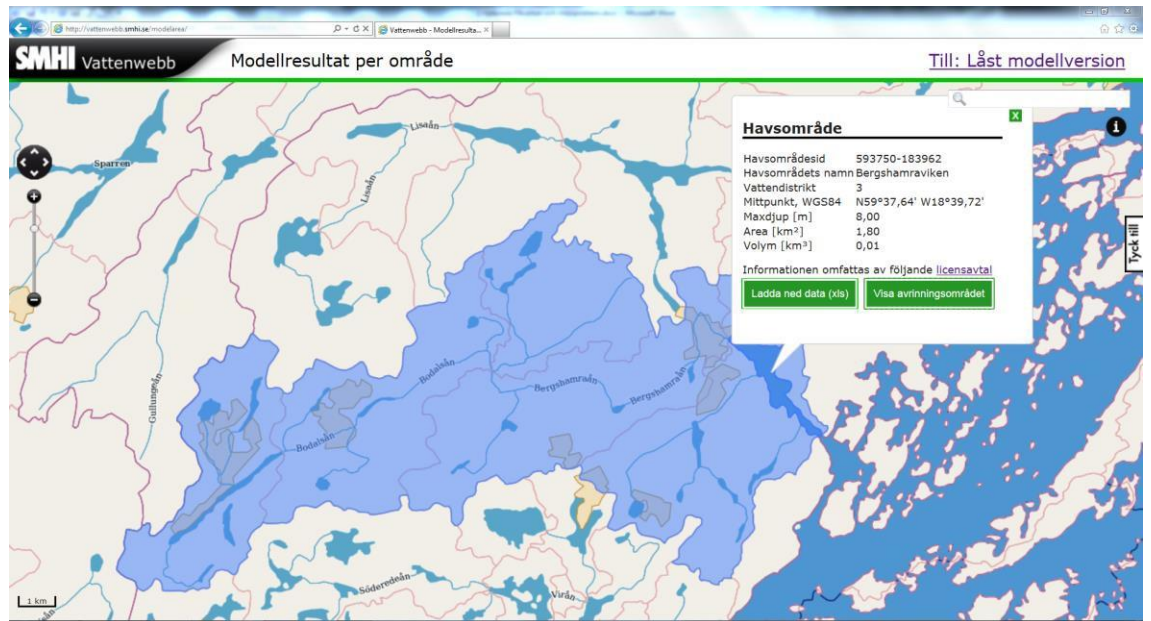 http://vattenwebb.smhi.se/modelarea/
Vattenwebb - Modellresulta...
SMHI Vattenwebb
Modellresultat per område
Till: Låst modellversion
Havsområde
X
i
Havsområdesid 593750-183962
Havsområdets namn Bergshamraviken
Vattendistrikt 3
Mittpunkt, WGS84 N59°37,64' W18°39,72'
Maxdjup [m] 8,00
Area [km²] 1,80
Volym [km³] 0,01
Informationen omfattas av följande licensavtal
Ladda ned data (xls)
Visa avrinningsområdet
Tyck till
Lisaån
Sparren
Lisaån
Gullungeån
Bodalsån
Bergshamraån
Bergshamraån
Bodalsån
Söderedeån
Virån
1 km